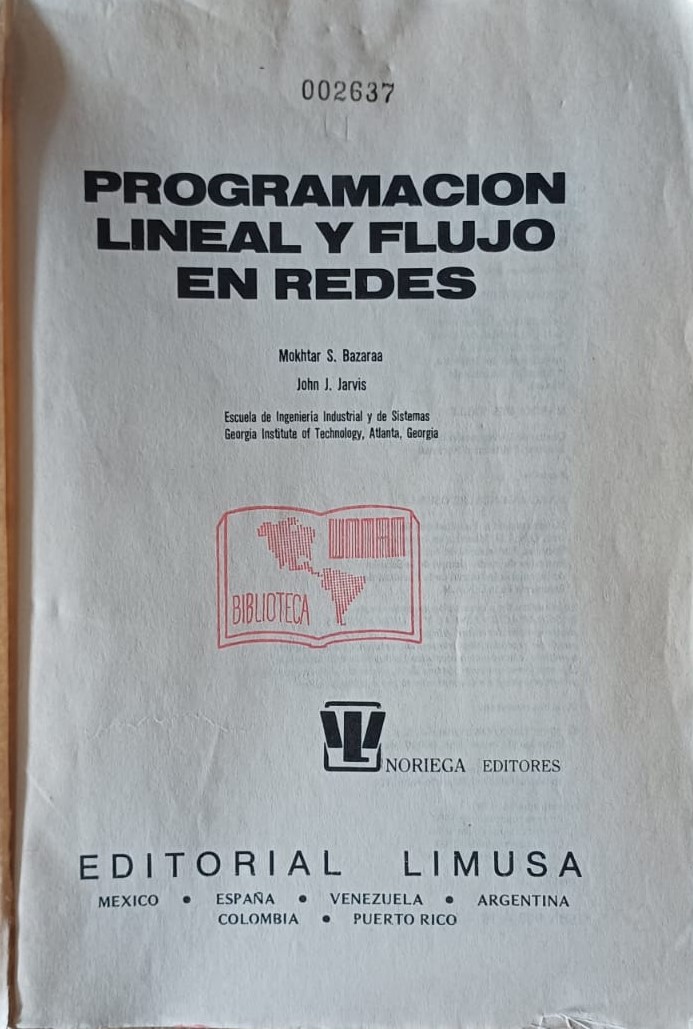 002637
PROGRAMACION
LINEAL Y FLUJO
EN REDES
Mokhtar S. Bazaraa
John J. Jarvis
Escuela de Ingeniería Industrial y de Sistemas
Georgia Institute of Technology, Atlanta, Georgia
BIBLIOTECA
NORIEGA EDITORES
EDITORIAL LIMUSA
MEXICO • ESPAÑA • VENEZUELA • ARGENTINA
COLOMBIA • PUERTO RICO